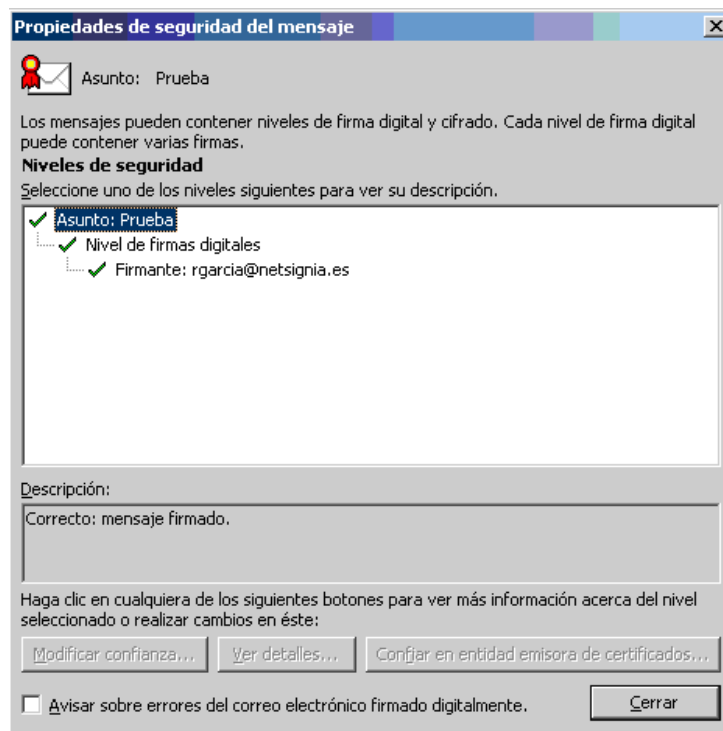 Propiedades de seguridad del mensaje
Asunto: Prueba
Los mensajes pueden contener niveles de firma digital y cifrado. Cada nivel de firma digital
puede contener varias firmas.
Niveles de seguridad
Seleccione uno de los niveles siguientes para ver su descripción.
Asunto: Prueba
Nivel de firmas digitales
Firmante: rgarcia@netsignia.es
Descripción:
Correcto: mensaje firmado.
Haga clic en cualquiera de los siguientes botones para ver más información acerca del nivel
seleccionado o realizar cambios en éste:
Modificar confianza... Ver detalles... Confiar en entidad emisora de certificados...
Avisar sobre errores del correo electrónico firmado digitalmente. Cerrar